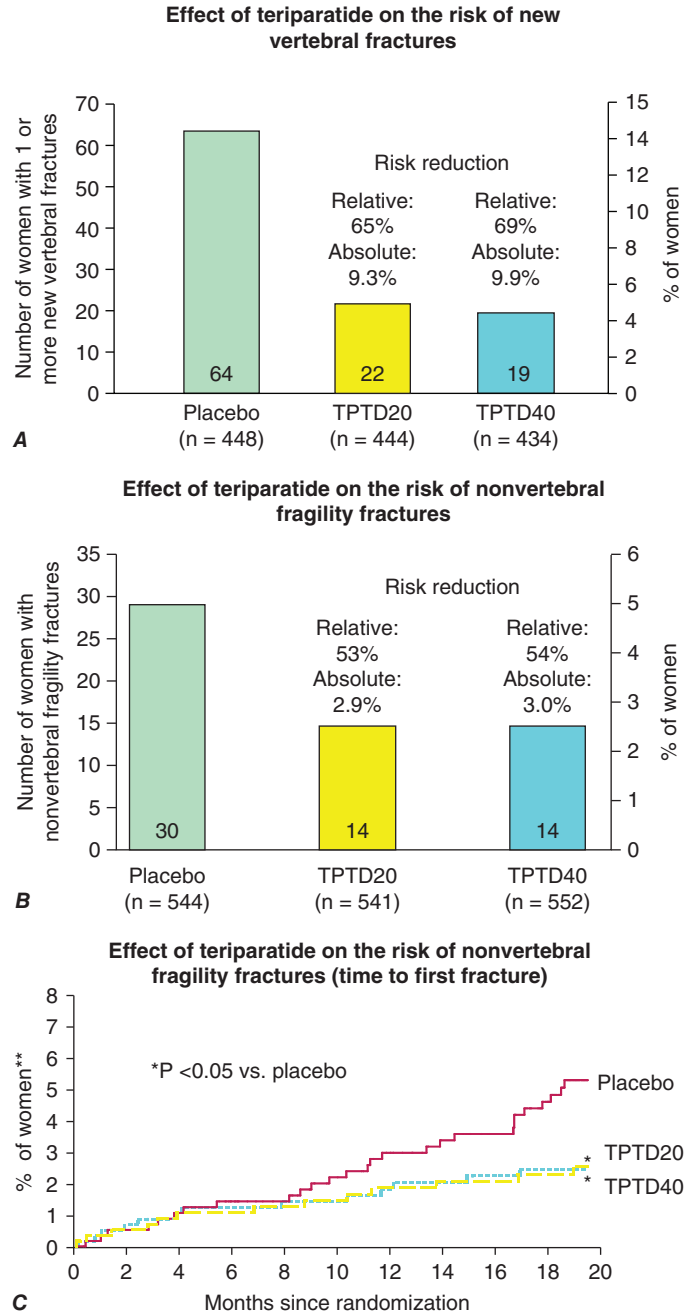 Effect of teriparatide on the risk of new
vertebral fractures
Number of women with 1 or
more new vertebral fractures
70
60
50
40
30
20
10
0
15
14
12
10
8
6
4
2
0
% of women
Risk reduction
Relative:
65%
Absolute:
9.3%
Relative:
69%
Absolute:
9.9%
64
22
19
Placebo
(n = 448)
TPTD20
(n = 444)
TPTD40
(n = 434)
A
Effect of teriparatide on the risk of nonvertebral
fragility fractures
Number of women with
nonvertebral fragility fractures
35
30
25
20
15
10
5
0
6
5
4
3
2
1
0
% of women
Risk reduction
Relative:
53%
Absolute:
2.9%
Relative:
54%
Absolute:
3.0%
30
14
14
Placebo
(n = 544)
TPTD20
(n = 541)
TPTD40
(n = 552)
B
Effect of teriparatide on the risk of nonvertebral
fragility fractures (time to first fracture)
% of women**
8
7
6
5
4
3
2
1
0
*P <0.05 vs. placebo
Placebo
* TPTD20
* TPTD40
0 2 4 6 8 10 12 14 16 18 20
Months since randomization
C